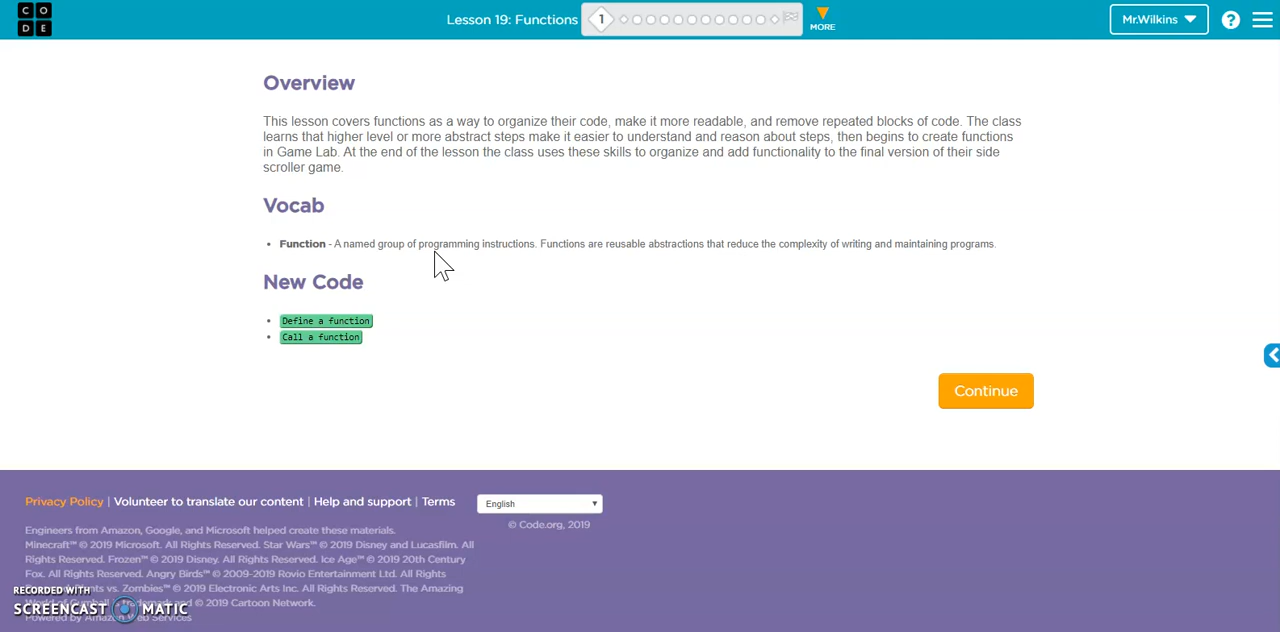 C O
D E
Lesson 19: Functions
1
MORE
Mr.Wilkins
?
Overview
This lesson covers functions as a way to organize their code, make it more readable, and remove repeated blocks of code. The class
learns that higher level or more abstract steps make it easier to understand and reason about steps, then begins to create functions
in Game Lab. At the end of the lesson the class uses these skills to organize and add functionality to the final version of their side
scroller game.
Vocab
Function - A named group of programming instructions. Functions are reusable abstractions that reduce the complexity of writing and maintaining programs.
New Code
Define a function
Call a function
Continue
Privacy Policy | Volunteer to translate our content | Help and support | Terms
English
© Code.org, 2019
Engineers from Amazon, Google, and Microsoft helped create these materials.
Minecraft™ © 2019 Microsoft. All Rights Reserved. Star Wars™ © 2019 Disney and Lucasfilm. All
Rights Reserved. Frozen™ © 2019 Disney. All Rights Reserved. Ice Age™ © 2019 20th Century
Fox. All Rights Reserved. Angry Birds™ © 2009-2019 Rovio Entertainment Ltd. All Rights
vs. Zombies™ © 2019 Electronic Arts Inc. All Rights Reserved. The Amazing
and © 2019 Cartoon Network.
Powered by Amazon Web Services
RECORDED WITH
SCREENCAST MATIC